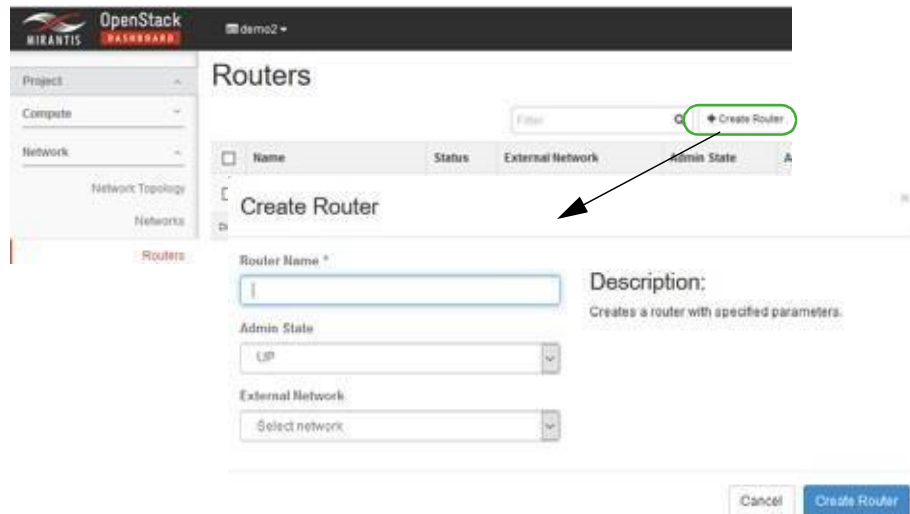 MIRANTIS
OpenStack
DASHBOARD
demo2
Project
Compute
Network
Network Topology
Networks
Routers
Routers
Filter
+ Create Router
Name Status External Network Admin State A
Create Router
×
Router Name *
Admin State
UP
External Network
Select network
Description:
Creates a router with specified parameters.
Cancel
Create Router